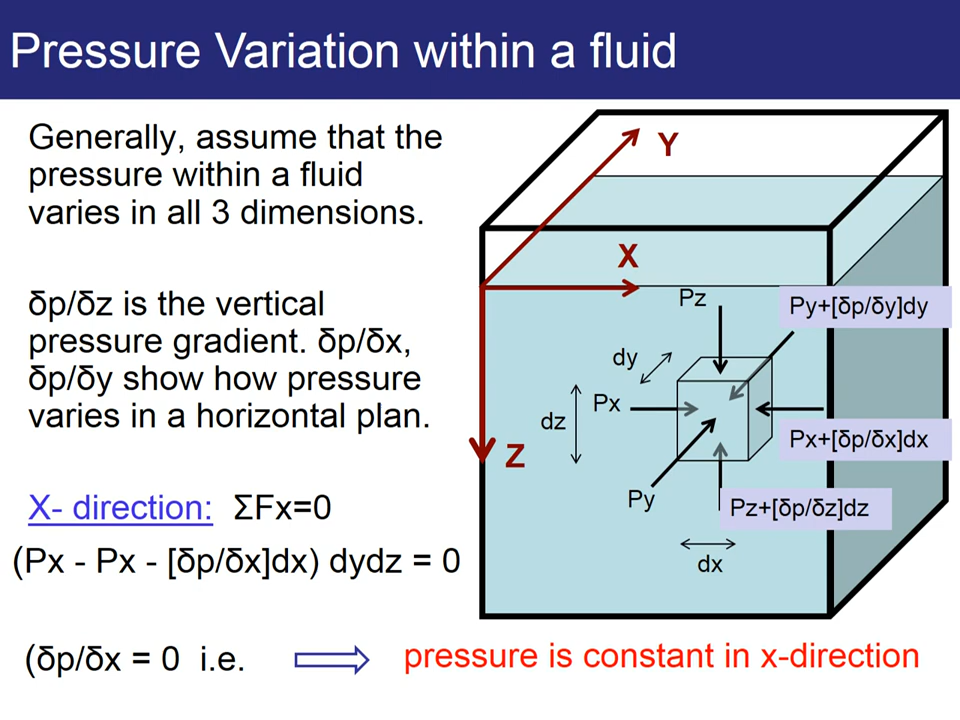 Pressure Variation within a fluid
Generally, assume that the
pressure within a fluid
varies in all 3 dimensions.
δp/δz is the vertical
pressure gradient. δp/δx,
δp/δy show how pressure
varies in a horizontal plan.
X- direction: ΣFx=0
(Px - Px - [δp/δx]dx) dydz = 0
(δp/δx = 0 i.e.
pressure is constant in x-direction
Y
X
Z
Pz
Py+[δp/δy]dy
dy
Px
dz
Px+[δp/δx]dx
Py
Pz+[δp/δz]dz
dx